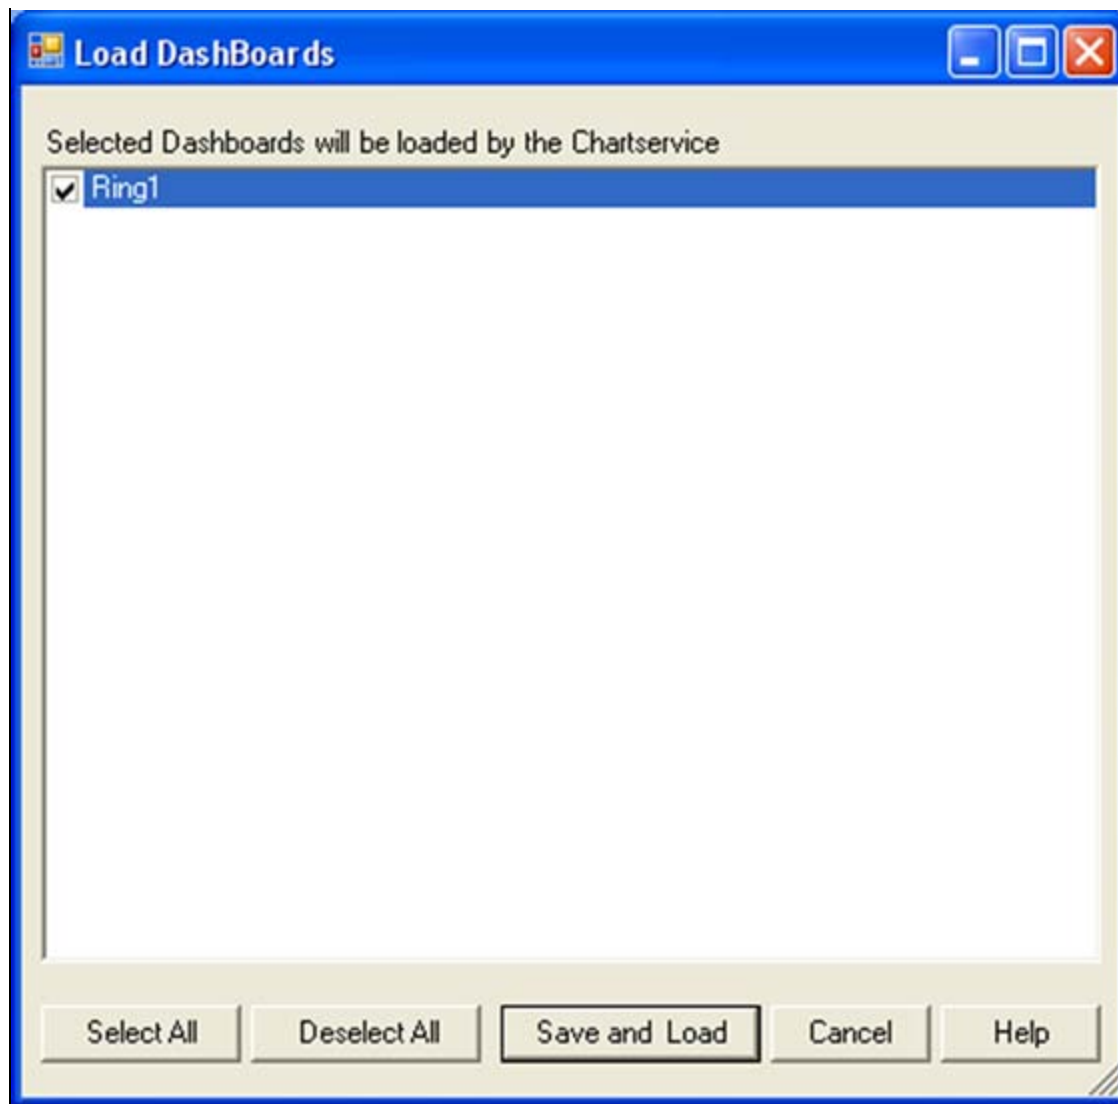 Load DashBoards
Selected Dashboards will be loaded by the Chartservice
Ring1
Select All Deselect All Save and Load Cancel Help